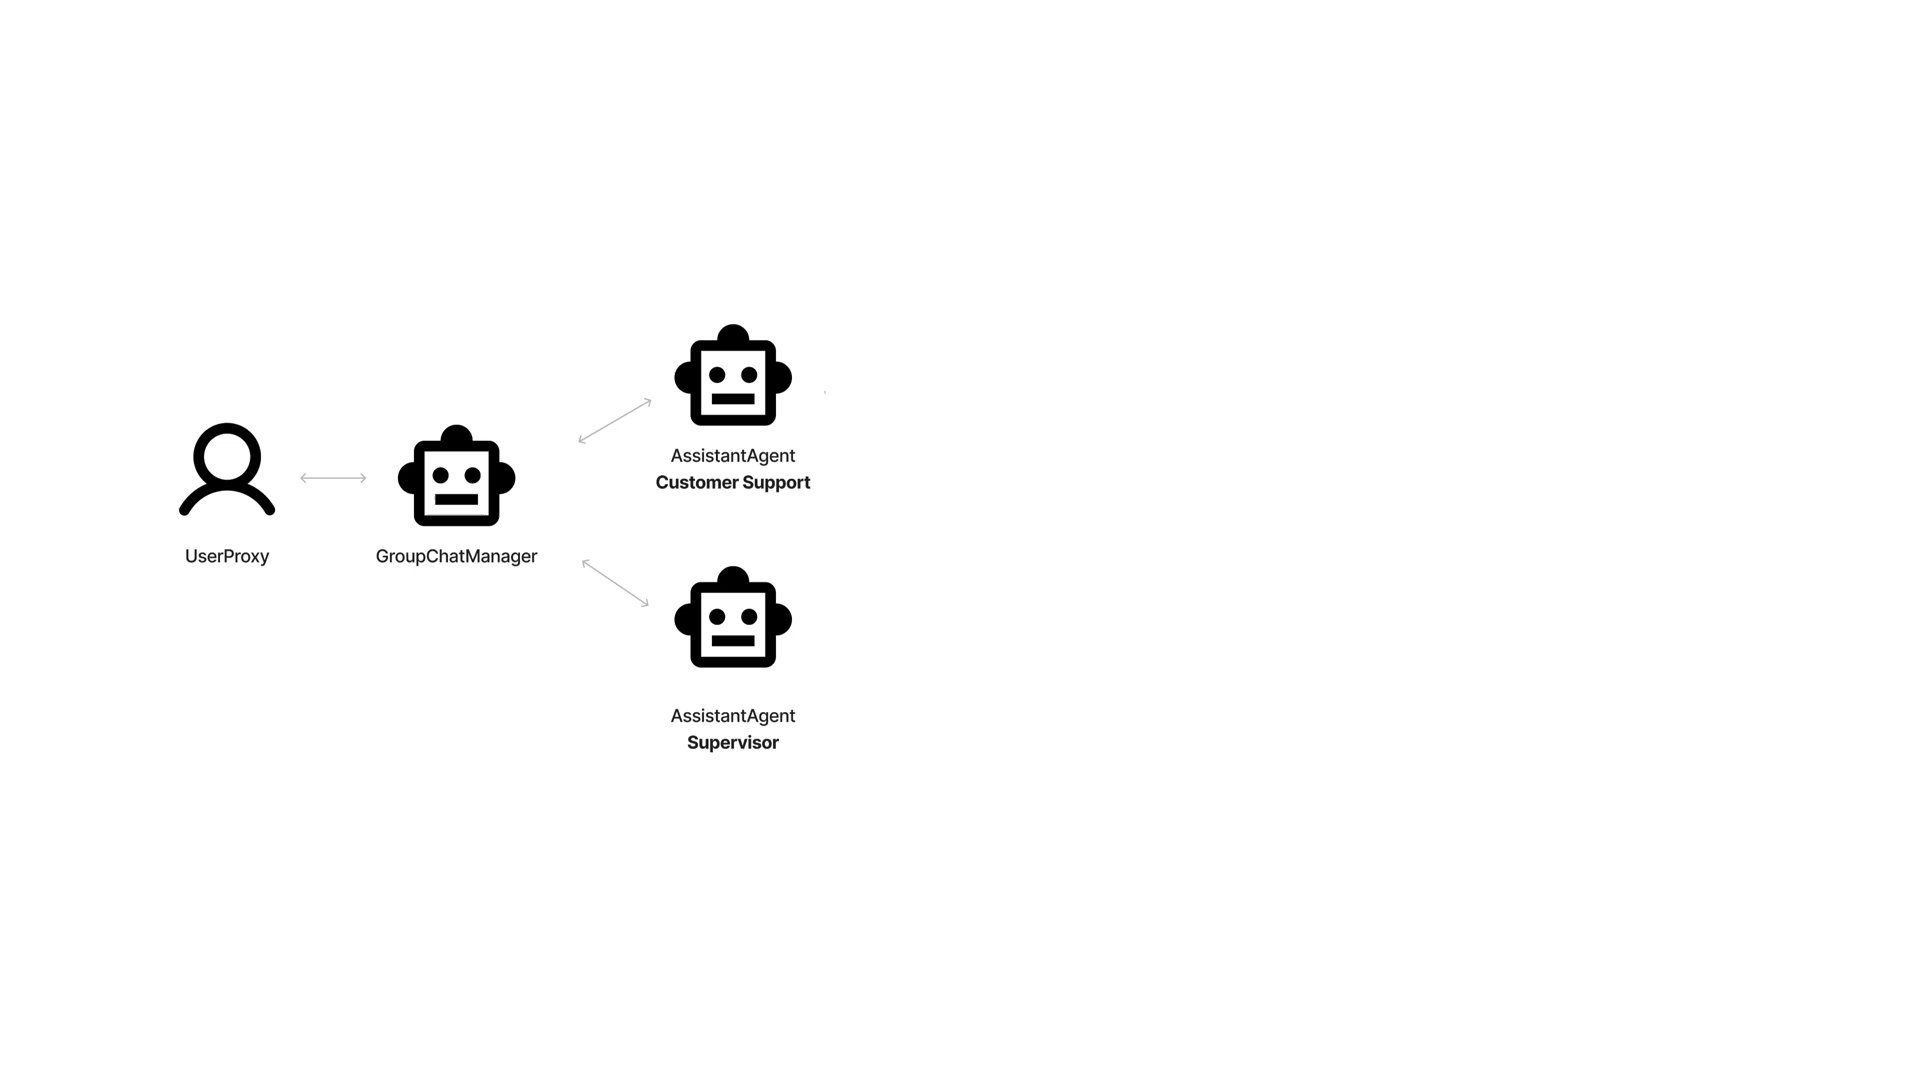 UserProxy
GroupChatManager
AssistantAgent
Customer Support
AssistantAgent
Supervisor